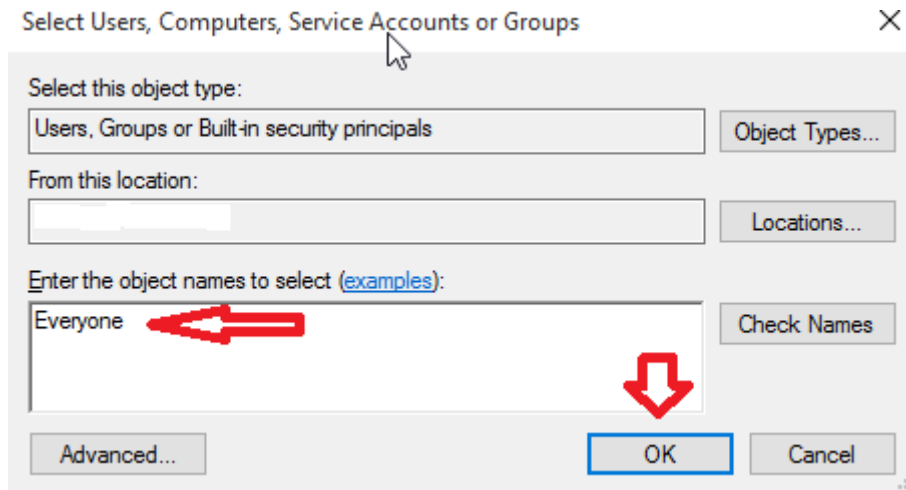 Select Users, Computers, Service Accounts or Groups
Select this object type:
Users, Groups or Built-in security principals
Object Types...
From this location:
Locations...
Enter the object names to select (examples):
Everyone
Check Names
Advanced...
OK
Cancel